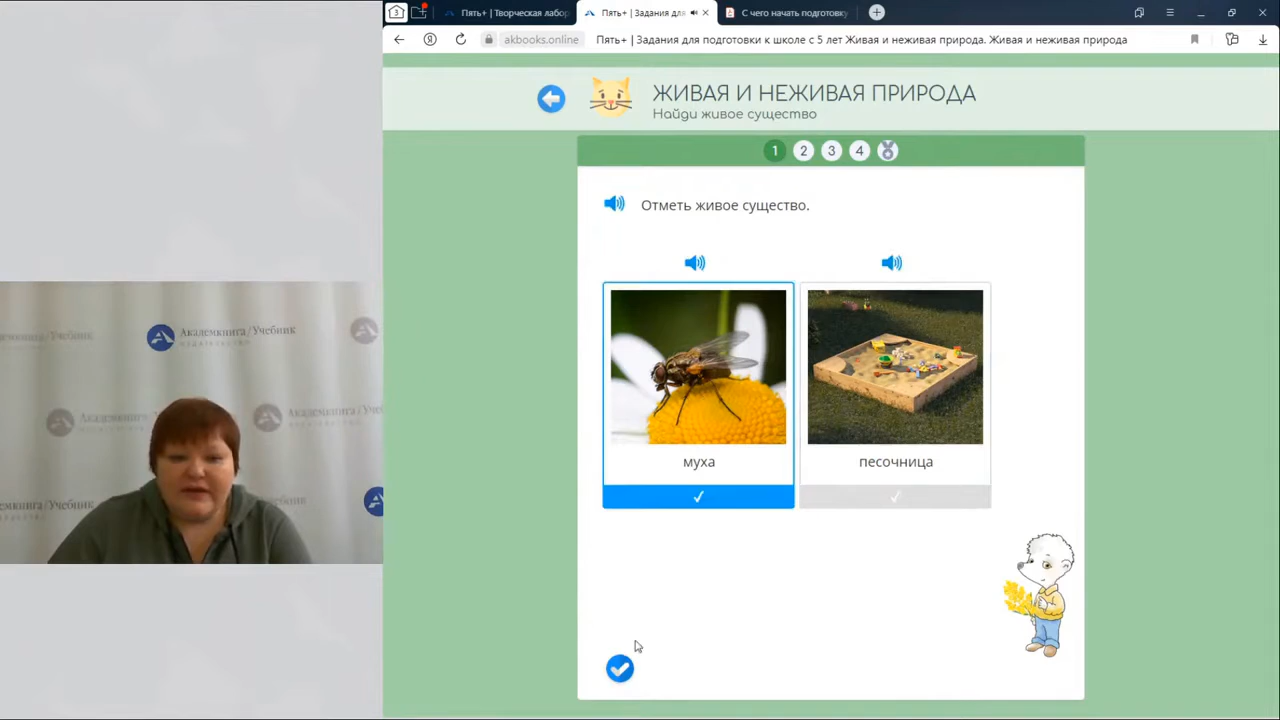 3
Пять+ | Творческая лабор
Пять+ | Задания для
С чего начать подготовку
akbooks.online
Пять+ | Задания для подготовки к школе с 5 лет Живая и неживая природа. Живая и неживая природа
ЖИВАЯ И НЕЖИВАЯ ПРИРОДА
Найди живое существо
1 2 3 4
Отметь живое существо.
муха
песочница
Академкнига/Учебник
ИЗДАТЕЛЬСТВО